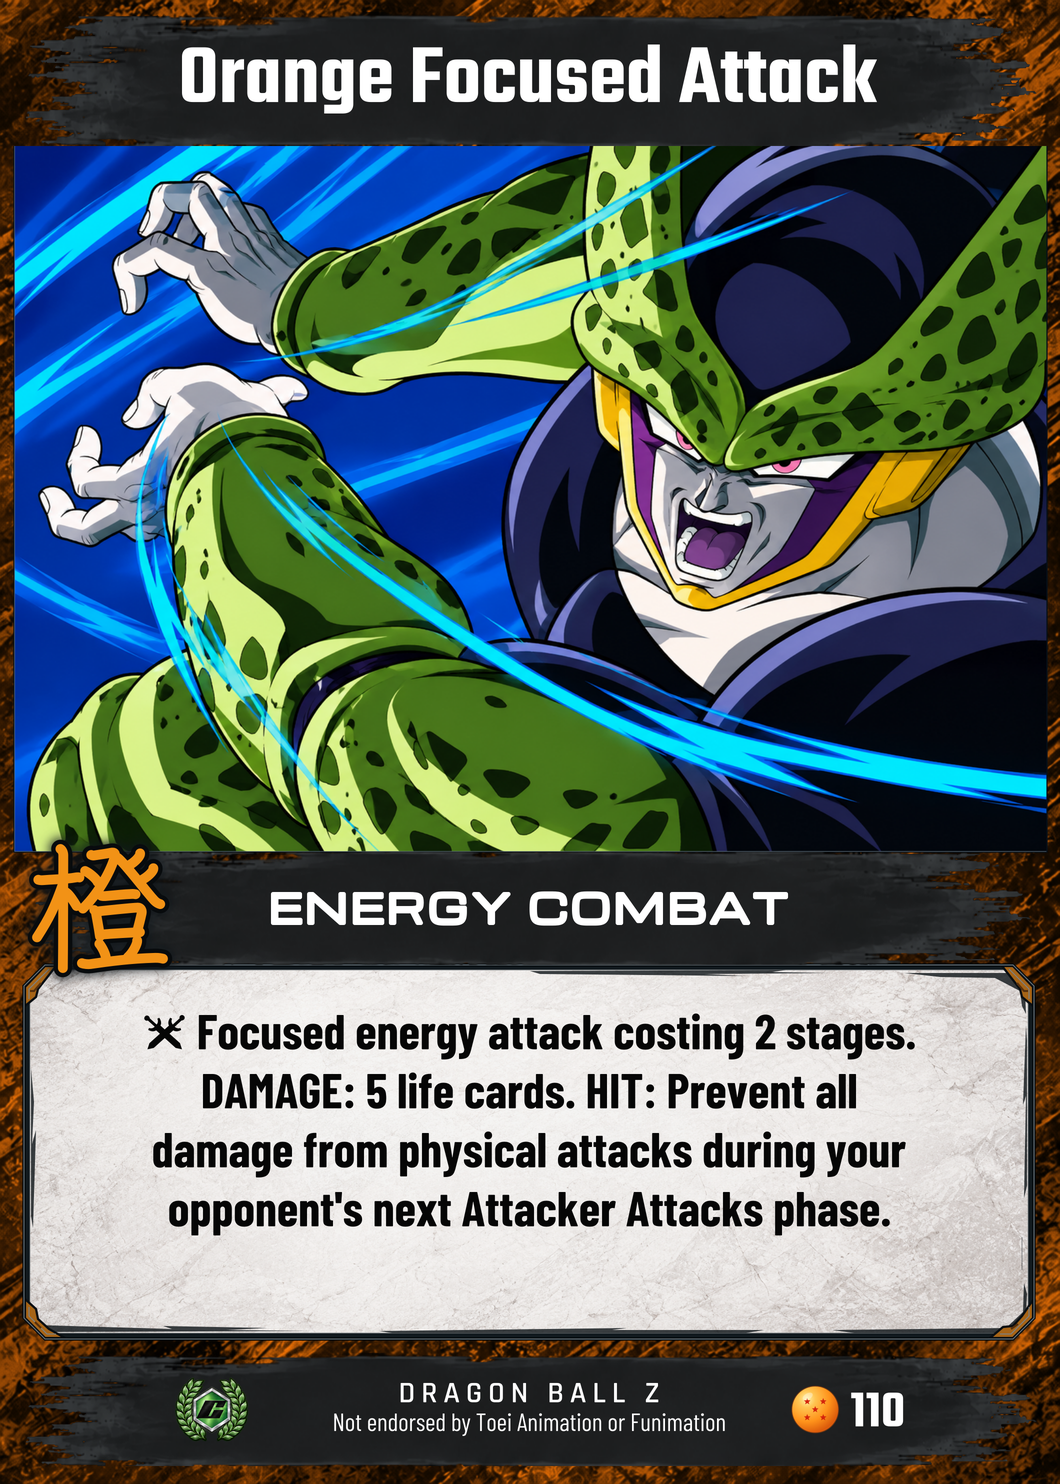 Orange Focused Attack
橙
ENERGY COMBAT
Focused energy attack costing 2 stages.
DAMAGE: 5 life cards. HIT: Prevent all
damage from physical attacks during your
opponent's next Attacker Attacks phase.
DRAGON BALL Z
Not endorsed by Toei Animation or Funimation
110